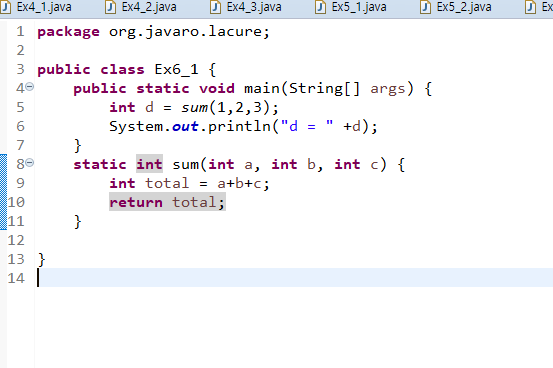 Ex4_1.java Ex4_2.java Ex4_3.java Ex5_1.java Ex5_2.java Ex
1 package org.javaro.lacure;
2
3 public class Ex6_1 {
4 public static void main(String[] args) {
5 int d = sum(1,2,3);
6 System.out.println("d = " +d);
7 }
8 static int sum(int a, int b, int c) {
9 int total = a+b+c;
10 return total;
11 }
12
13 }
14